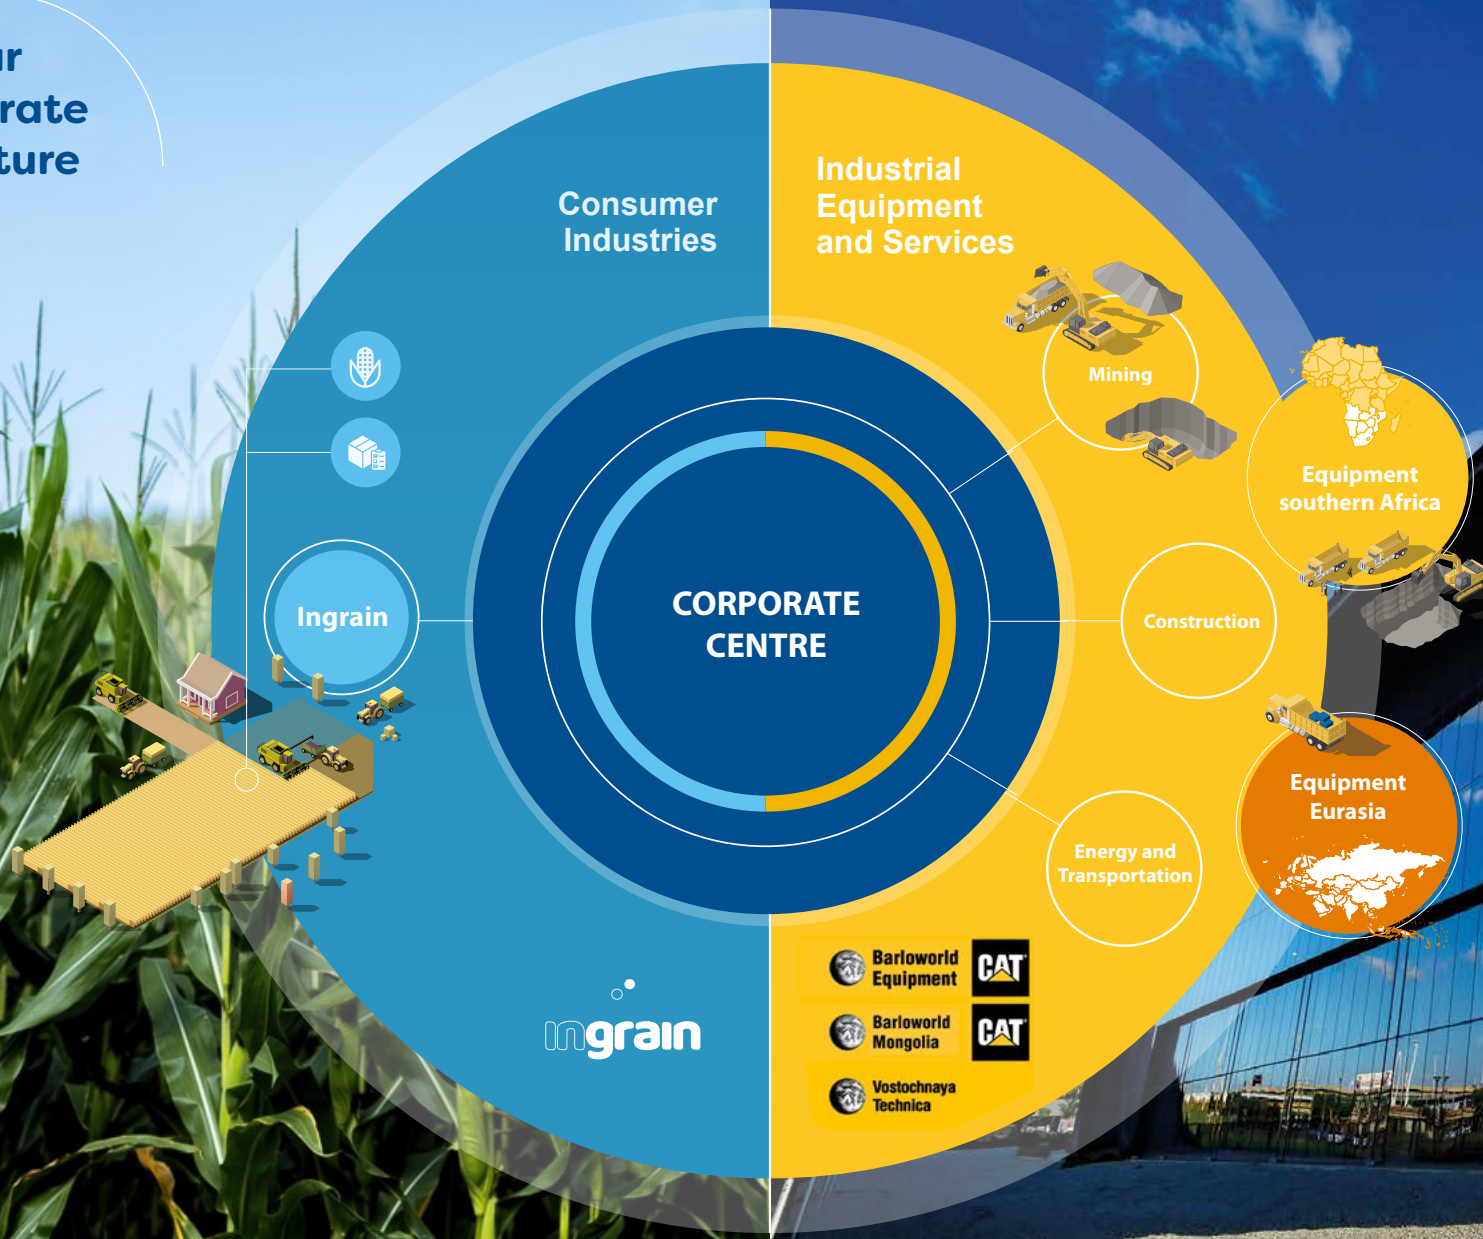 ur
rate
ture
Consumer
Industries
Industrial
Equipment
and Services
Mining
Equipment
southern Africa
Ingrain
CORPORATE
CENTRE
Construction
Equipment
Eurasia
Energy and
Transportation
ingrain
Barloworld
Equipment
CAT
Barloworld
Mongolia
CAT
Vostochnaya
Technica